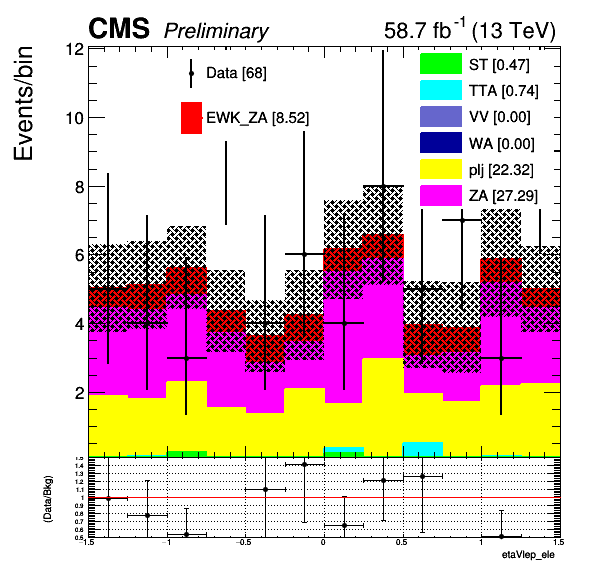 CMS Preliminary 58.7 fb⁻¹ (13 TeV)
Events/bin
12
10
8
6
4
2
Data [68]
EWK_ZA [8.52]
ST [0.47]
TTA [0.74]
VV [0.00]
WA [0.00]
plj [22.32]
ZA [27.29]
(Data/Bkg)
1.5
1.4
1.3
1.2
1.1
1
0.9
0.8
0.7
0.6
0.5
−1.5 −1 −0.5 0 0.5 1 1.5
etaVlep_ele